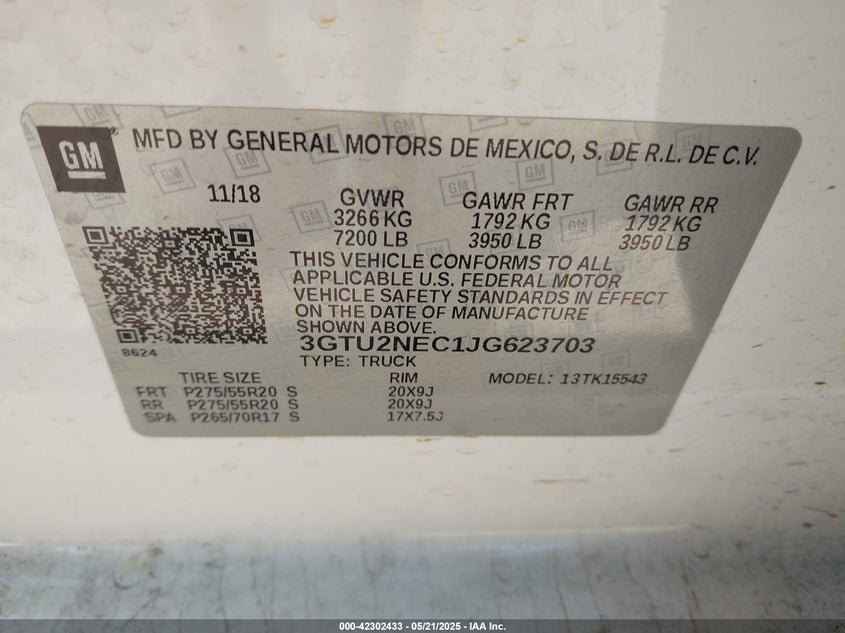 GM
MFD BY GENERAL MOTORS DE MEXICO, S. DE R.L. DE C.V.
11/18 GVWR GAWR FRT GAWR RR
3266 KG 1792 KG 1792 KG
7200 LB 3950 LB 3950 LB
THIS VEHICLE CONFORMS TO ALL
APPLICABLE U.S. FEDERAL MOTOR
VEHICLE SAFETY STANDARDS IN EFFECT
ON THE DATE OF MANUFACTURE
SHOWN ABOVE.
8624 3GTU2NEC1JG623703
TYPE: TRUCK
TIRE SIZE RIM MODEL: 13TK15543
FRT P275/55R20 S 20X9J
RR P275/55R20 S 20X9J
SPA P265/70R17 S 17X7.5J
000-42302433 - 05/21/2025 - IAA Inc.